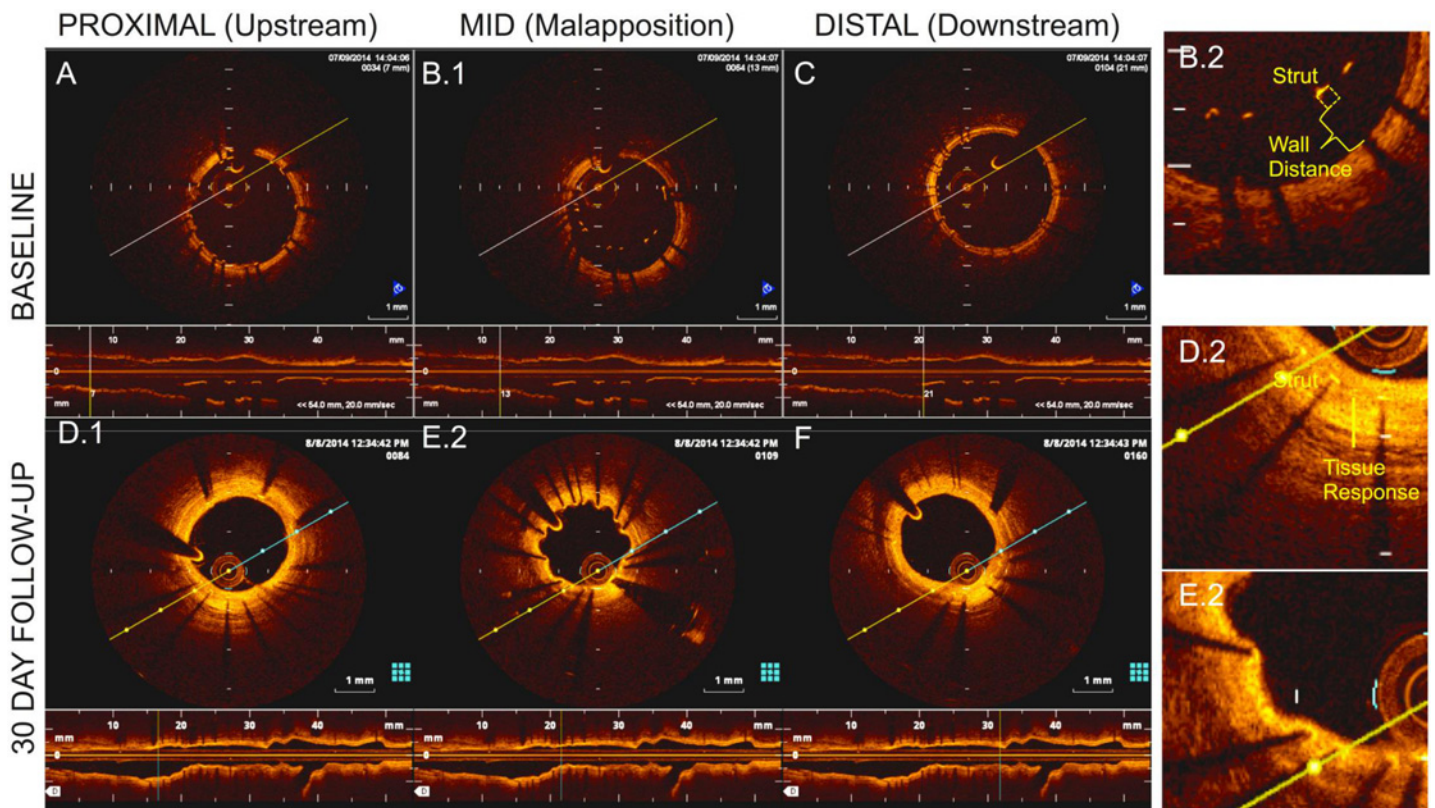 PROXIMAL (Upstream)
MID (Malapposition)
DISTAL (Downstream)
BASELINE
A
07/09/2014 14:04:06
0034 (7 mm)
1 mm
B.1
07/09/2014 14:04:07
0064 (13 mm)
1 mm
C
07/09/2014 14:04:07
0104 (21 mm)
1 mm
B.2
Strut
Wall
Distance
10 20 30 40 mm
0
7
mm
<< 54.0 mm, 20.0 mm/sec
10 20 30 40 mm
0
13
mm
<< 54.0 mm, 20.0 mm/sec
10 20 30 40 mm
0
21
mm
<< 54.0 mm, 20.0 mm/sec
30 DAY FOLLOW-UP
D.1
8/8/2014 12:34:42 PM
0084
1 mm
E.2
8/8/2014 12:34:42 PM
0109
1 mm
F
8/8/2014 12:34:43 PM
0160
1 mm
D.2
Strut
Tissue
Response
E.2
10 20 30 40 mm
mm
0
D
10 20 30 40 mm
mm
0
D
10 20 30 40 mm
mm
0
D